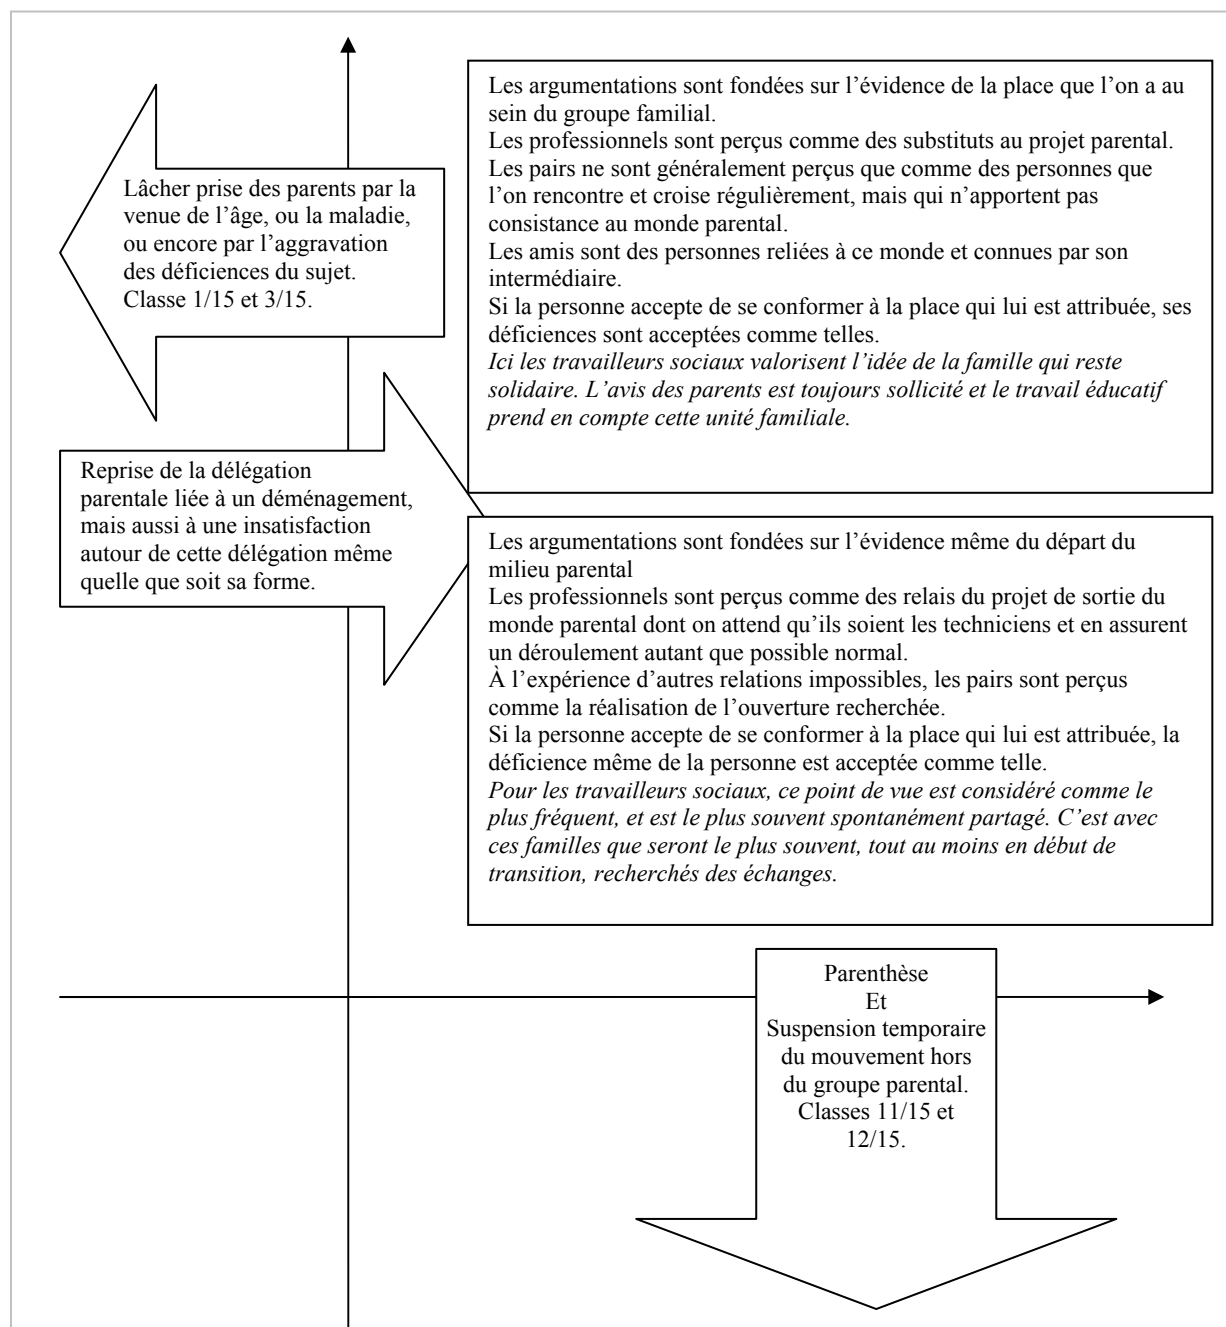 Les argumentations sont fondées sur l’évidence de la place que l’on a au
sein du groupe familial.
Les professionnels sont perçus comme des substituts au projet parental.
Les pairs ne sont généralement perçus que comme des personnes que
l’on rencontre et croise régulièrement, mais qui n’apportent pas
consistance au monde parental.
Les amis sont des personnes reliées à ce monde et connues par son
intermédiaire.
Si la personne accepte de se conformer à la place qui lui est attribuée, ses
déficiences sont acceptées comme telles.
Ici les travailleurs sociaux valorisent l’idée de la famille qui reste
solidaire. L’avis des parents est toujours sollicité et le travail éducatif
prend en compte cette unité familiale.
Lâcher prise des parents par la
venue de l’âge, ou la maladie,
ou encore par l’aggravation
des déficiences du sujet.
Classe 1/15 et 3/15.
Reprise de la délégation
parentale liée à un déménagement,
mais aussi à une insatisfaction
autour de cette délégation même
quelle que soit sa forme.
Les argumentations sont fondées sur l’évidence même du départ du
milieu parental
Les professionnels sont perçus comme des relais du projet de sortie du
monde parental dont on attend qu’ils soient les techniciens et en assurent
un déroulement autant que possible normal.
À l’expérience d’autres relations impossibles, les pairs sont perçus
comme la réalisation de l’ouverture recherchée.
Si la personne accepte de se conformer à la place qui lui est attribuée, la
déficience même de la personne est acceptée comme telle.
Pour les travailleurs sociaux, ce point de vue est considéré comme le
plus fréquent, et est le plus souvent spontanément partagé. C’est avec
ces familles que seront le plus souvent, tout au moins en début de
transition, recherchés des échanges.
Parenthèse
Et
Suspension temporaire
du mouvement hors
du groupe parental.
Classes 11/15 et
12/15.